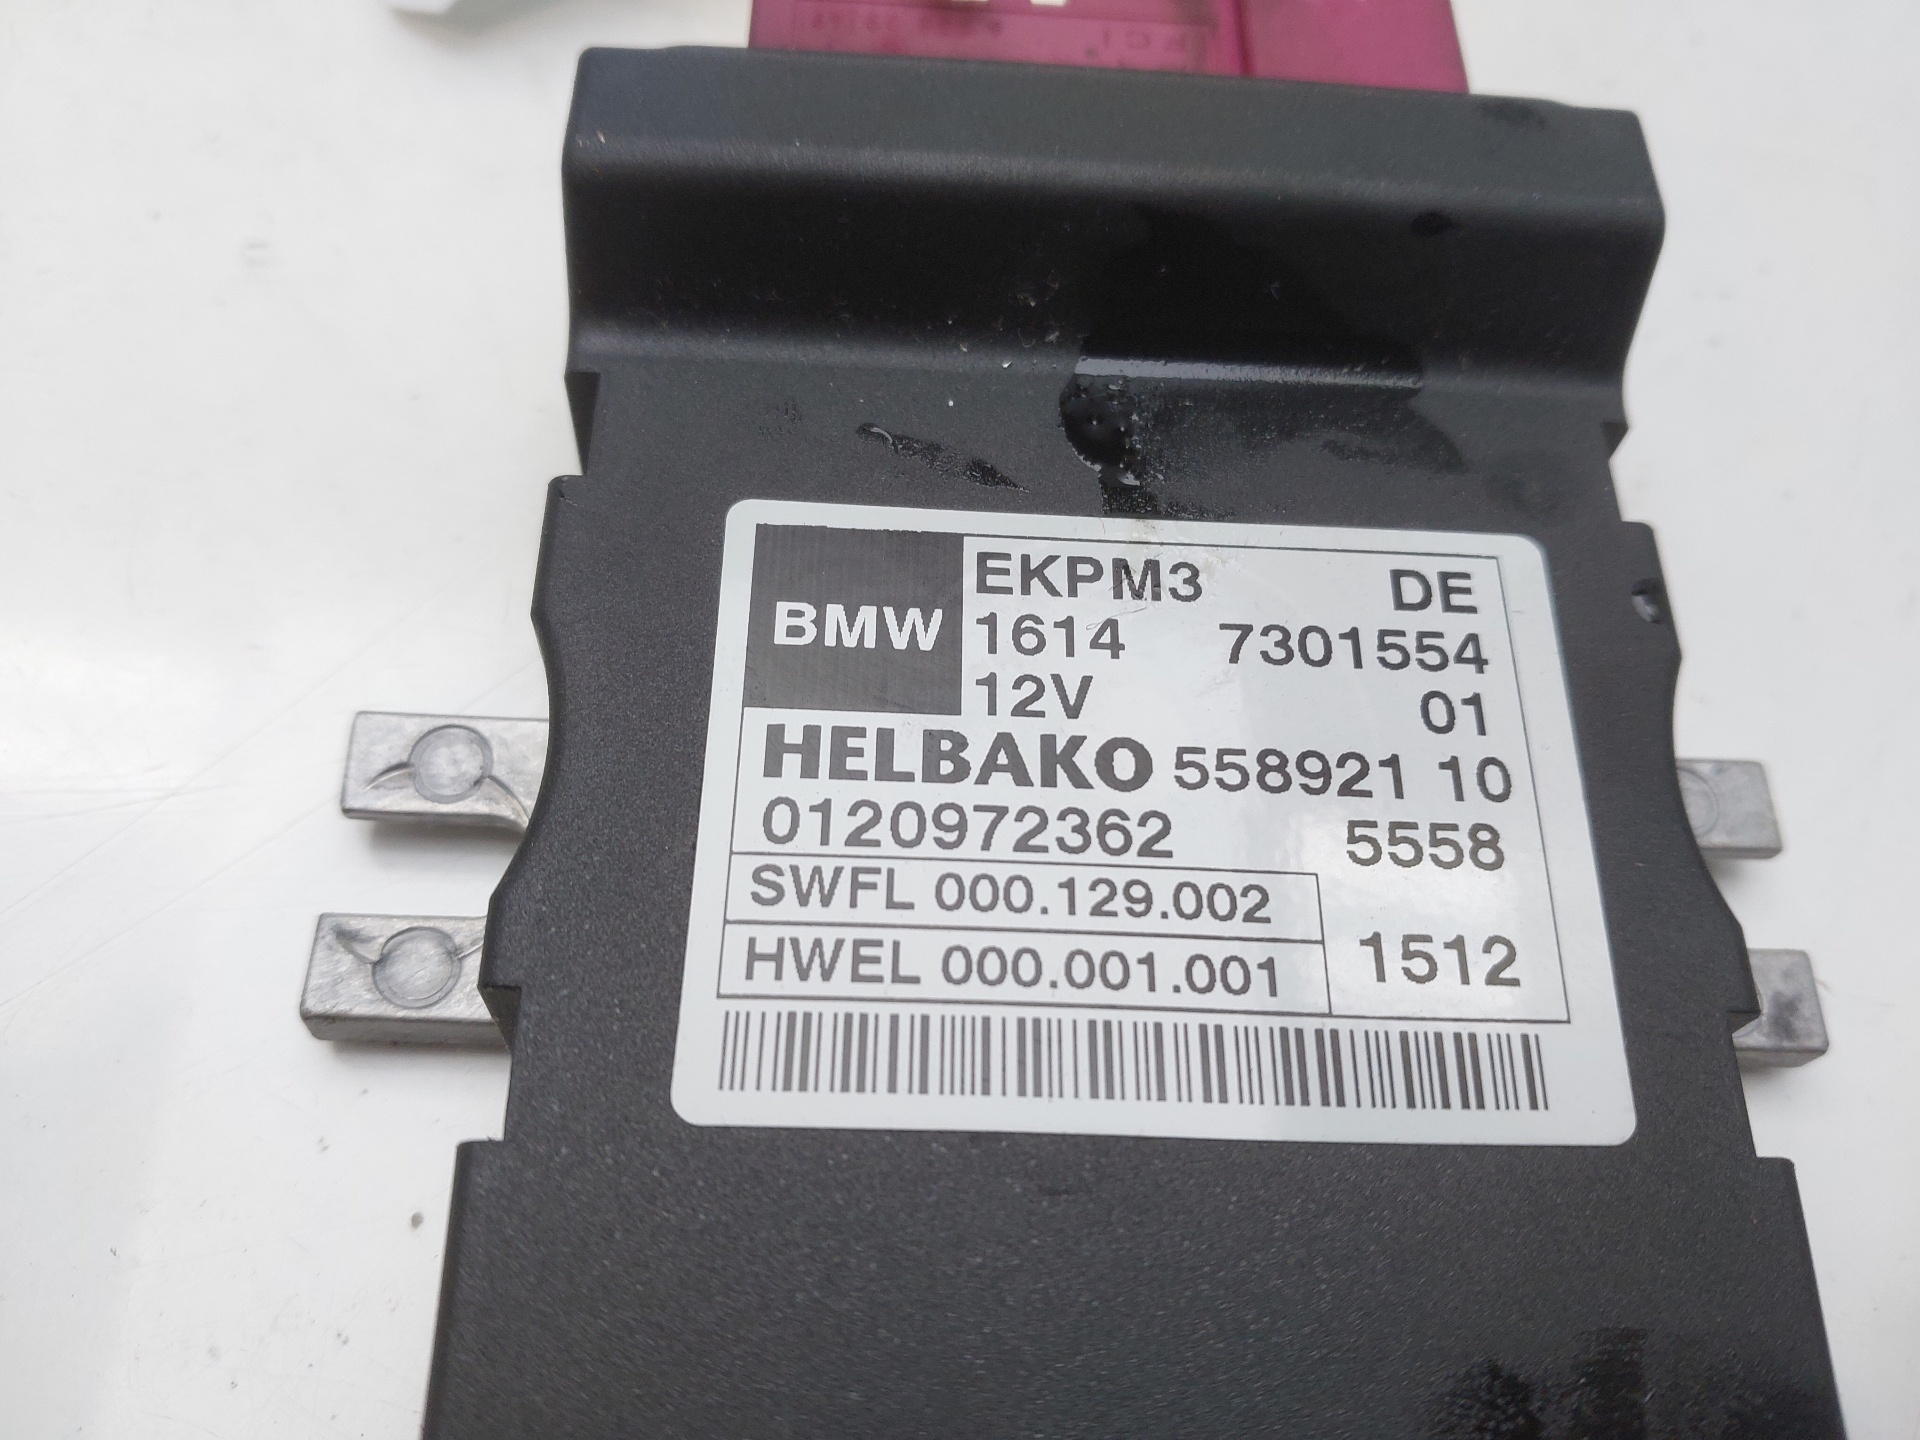 EKPM3 DE
BMW 1614 7301554
12V 01
HELBAKO 558921 10
0120972362 5558
SWFL 000.129.002
HWEL 000.001.001 1512